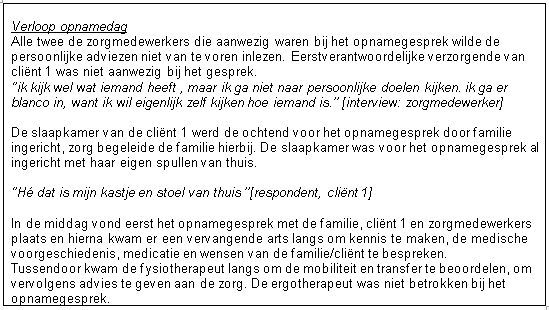 Verloop opnamedag
Alle twee de zorgmedewerkers die aanwezig waren bij het opnamegesprek wilde de
persoonlijke adviezen niet van te voren inlezen. Eerstverantwoordelijke verzorgende van
cliënt 1 was niet aanwezig bij het gesprek.
“ik kijk wel wat iemand heeft , maar ik ga niet naar persoonlijke doelen kijken. ik ga er
blanco in, want ik wil eigenlijk zelf kijken hoe iemand is.” [interview: zorgmedewerker]
De slaapkamer van de cliënt 1 werd de ochtend voor het opnamegesprek door familie
ingericht, zorg begeleide de familie hierbij. De slaapkamer was voor het opnamegesprek al
ingericht met haar eigen spullen van thuis.
“Hé dat is mijn kastje en stoel van thuis ”[respondent, cliënt 1]
In de middag vond eerst het opnamegesprek met de familie, cliënt 1 en zorgmedewerkers
plaats en hierna kwam er een vervangende arts langs om kennis te maken, de medische
voorgeschiedenis, medicatie en wensen van de familie/cliënt te bespreken.
Tussendoor kwam de fysiotherapeut langs om de mobiliteit en transfer te beoordelen, om
vervolgens advies te geven aan de zorg. De ergotherapeut was niet betrokken bij het
opnamegesprek.